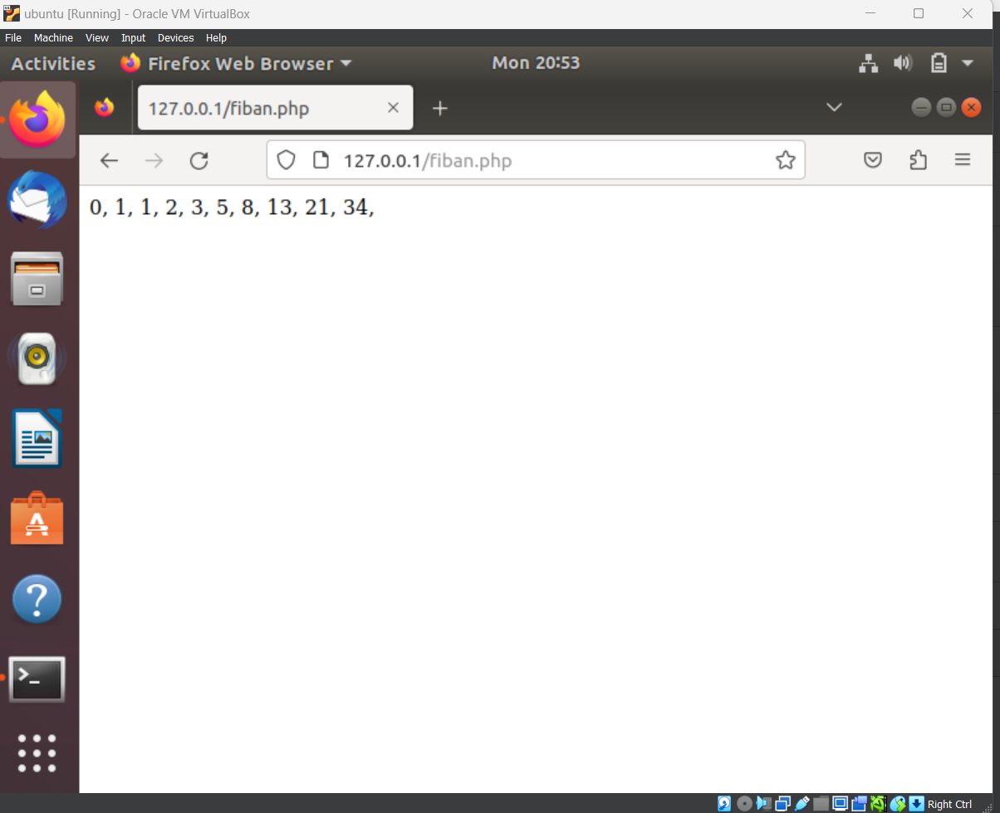 ubuntu [Running] - Oracle VM VirtualBox
File Machine View Input Devices Help
Activities Firefox Web Browser Mon 20:53
127.0.0.1/fiban.php
127.0.0.1/fiban.php
0, 1, 1, 2, 3, 5, 8, 13, 21, 34,
Right Ctrl